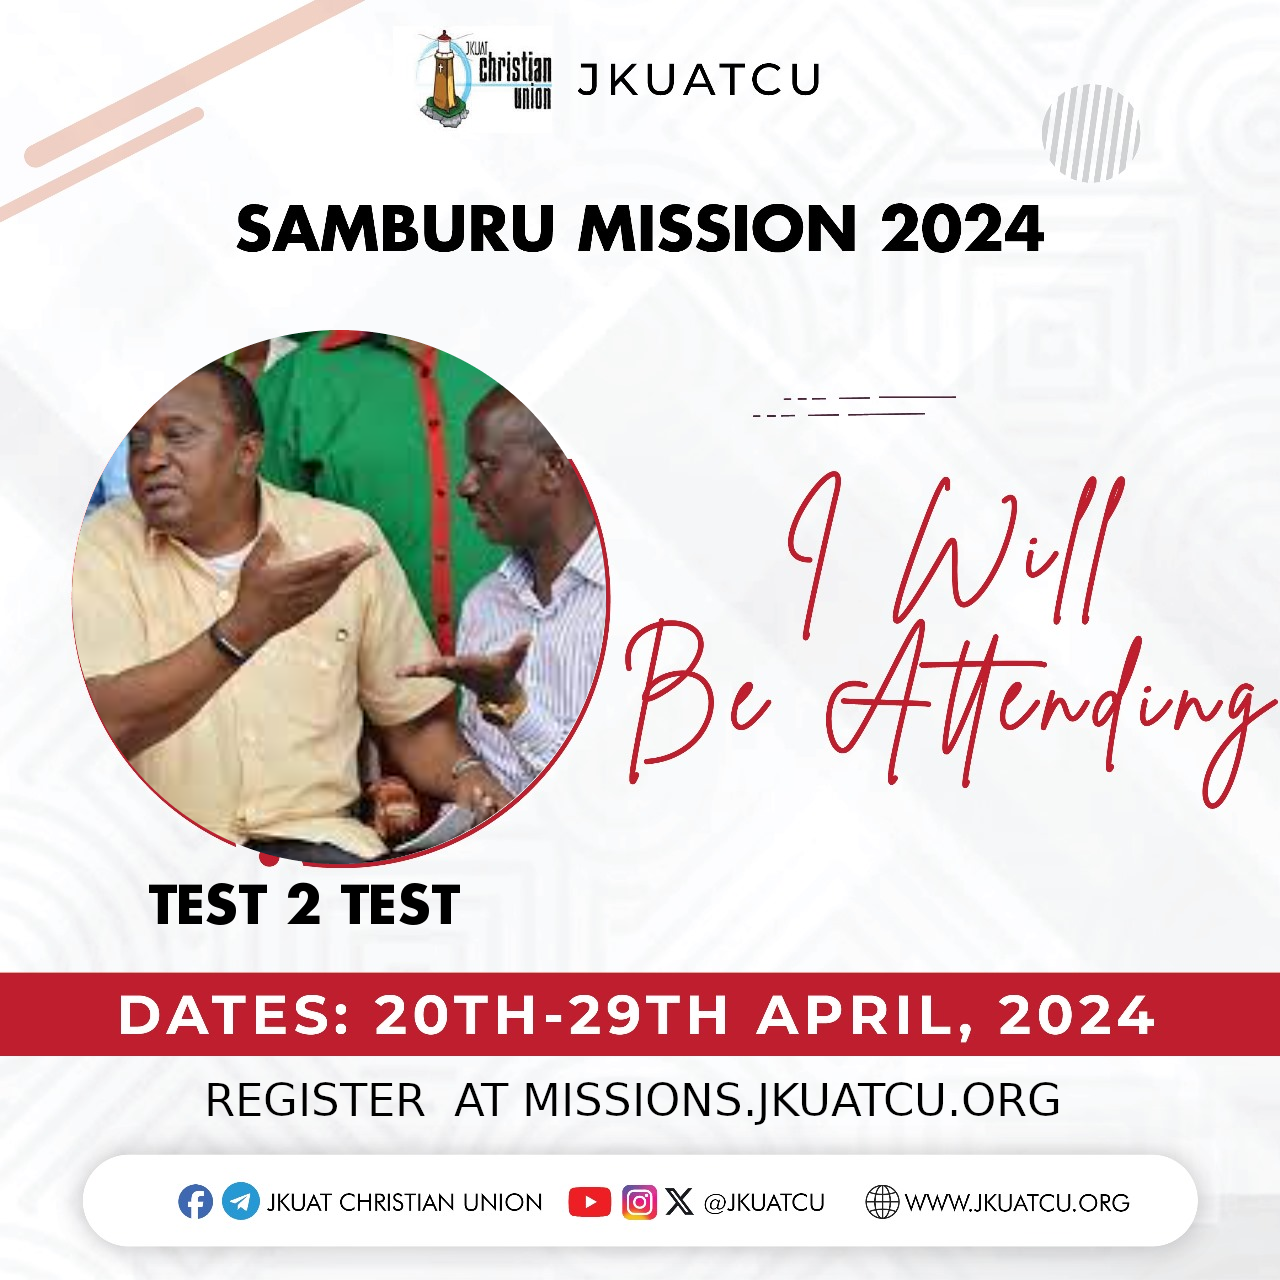 JKUAT
christian
union
JKUATCU
SAMBURU MISSION 2024
I Will
Be Attending
TEST 2 TEST
DATES: 20TH-29TH APRIL, 2024
REGISTER  AT MISSIONS.JKUATCU.ORG
JKUAT CHRISTIAN UNION @JKUATCU WWW.JKUATCU.ORG